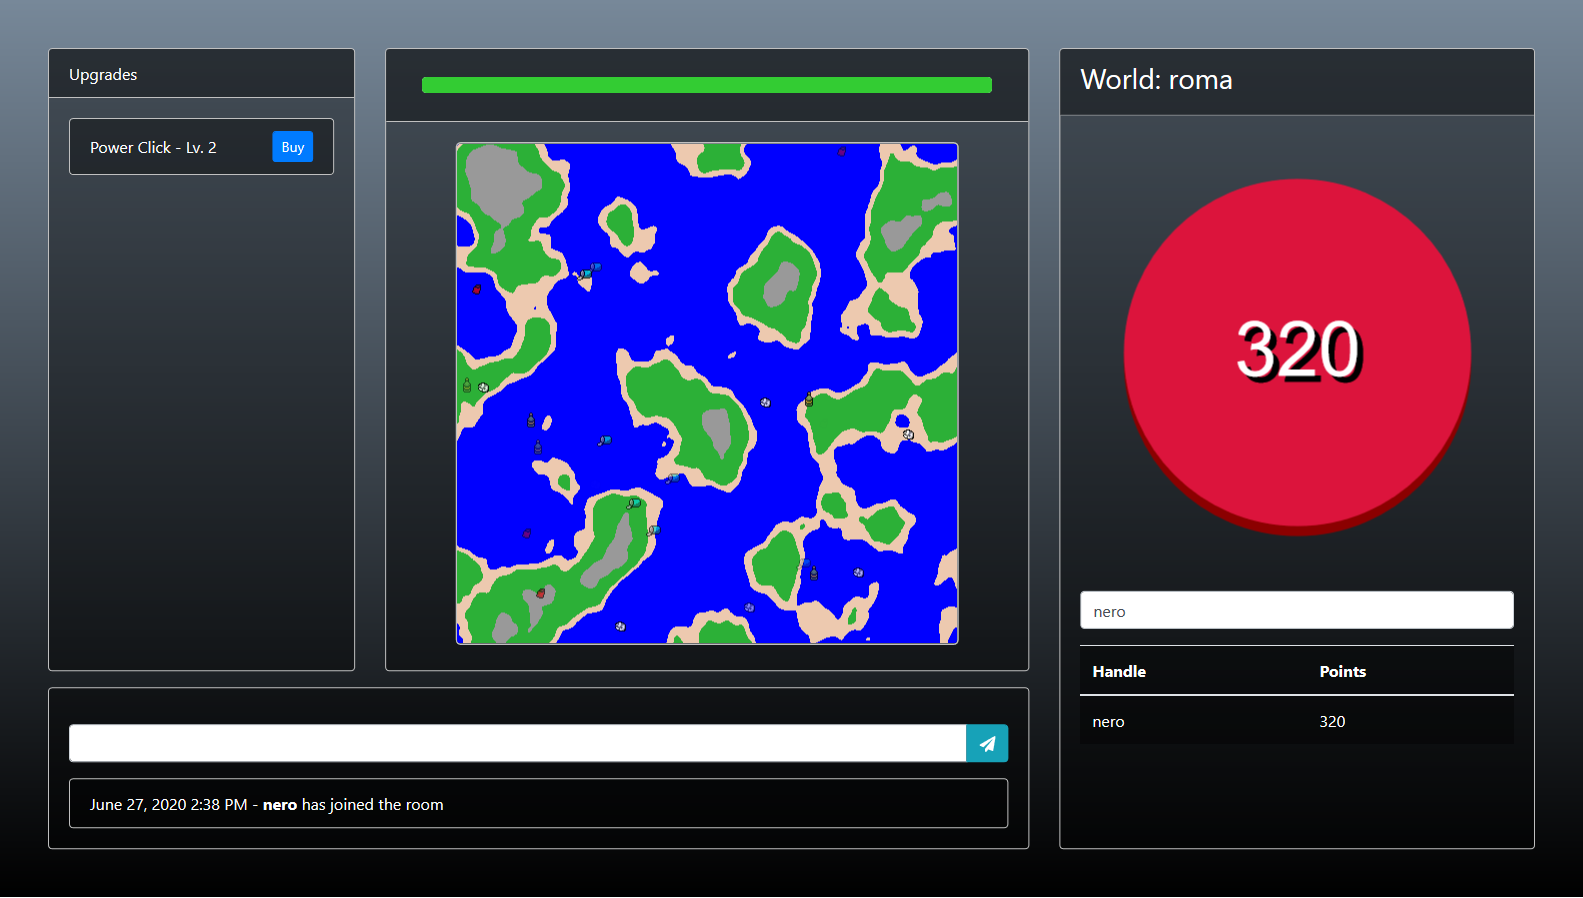 Upgrades
Power Click - Lv. 2
Buy
World: roma
320
nero
Handle Points
nero 320
June 27, 2020 2:38 PM - nero has joined the room